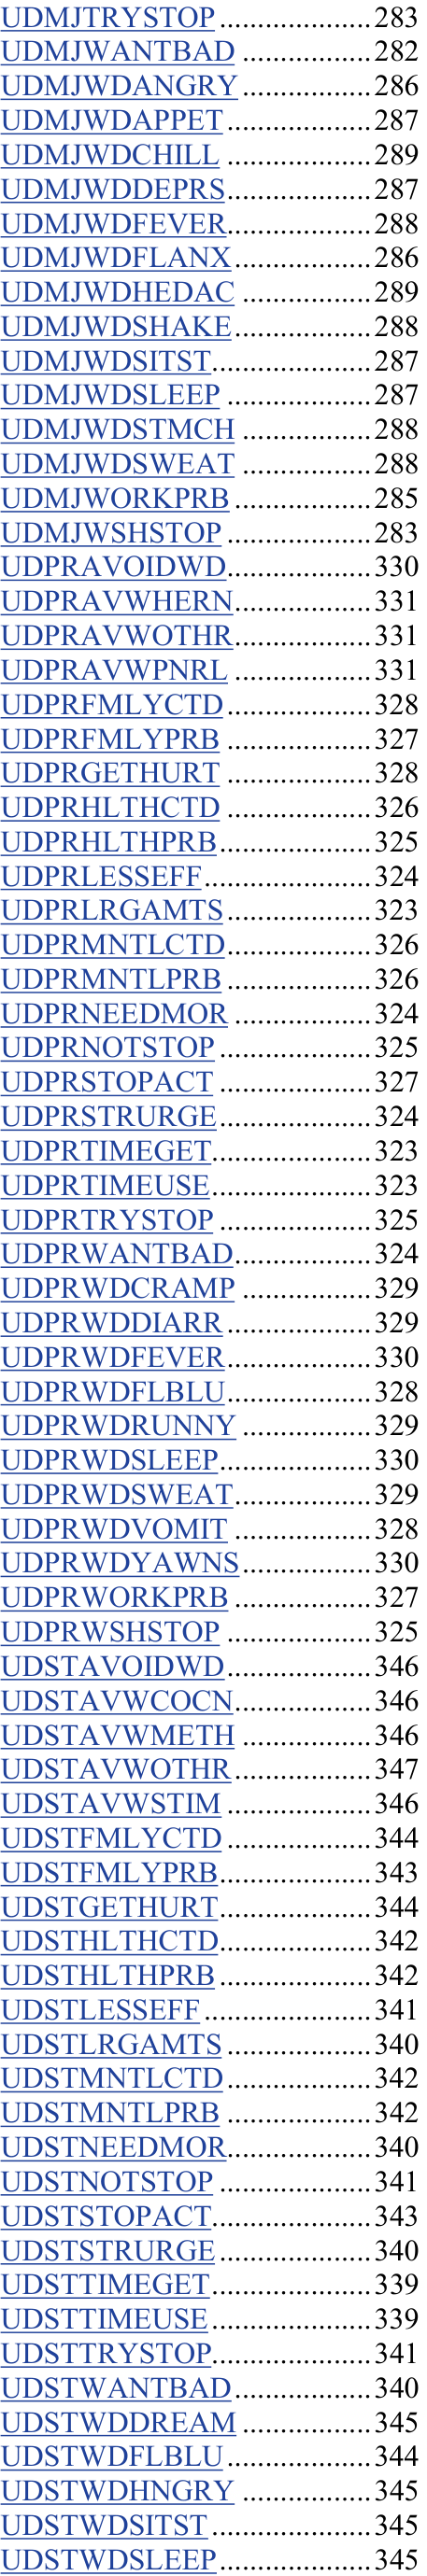 UDMJTRYSTOP .....................283
UDMJWANTBAD ..................282
UDMJWDANGRY ..................286
UDMJWDAPPET ....................287
UDMJWDCHILL ....................289
UDMJWDDEPRS....................287
UDMJWDFEVER....................288
UDMJWDFLANX...................286
UDMJWDHEDAC ..................289
UDMJWDSHAKE...................288
UDMJWDSITST......................287
UDMJWDSLEEP ....................287
UDMJWDSTMCH ..................288
UDMJWDSWEAT ..................288
UDMJWORKPRB ...................285
UDMJWSHSTOP ....................283
UDPRAVOIDWD....................330
UDPRAVWHERN...................331
UDPRAVWOTHR...................331
UDPRAVWPNRL ...................331
UDPRFMLYCTD....................328
UDPRFMLYPRB ....................327
UDPRGETHURT ....................328
UDPRHLTHCTD ....................326
UDPRHLTHPRB.....................325
UDPRLESSEFF.......................324
UDPRLRGAMTS ....................323
UDPRMNTLCTD....................326
UDPRMNTLPRB ....................326
UDPRNEEDMOR ...................324
UDPRNOTSTOP .....................325
UDPRSTOPACT .....................327
UDPRSTRURGE.....................324
UDPRTIMEGET......................323
UDPRTIMEUSE......................323
UDPRTRYSTOP .....................325
UDPRWANTBAD...................324
UDPRWDCRAMP ..................329
UDPRWDDIARR ....................329
UDPRWDFEVER....................330
UDPRWDFLBLU....................328
UDPRWDRUNNY ..................329
UDPRWDSLEEP.....................330
UDPRWDSWEAT...................329
UDPRWDVOMIT ...................328
UDPRWDYAWNS..................330
UDPRWORKPRB ...................327
UDPRWSHSTOP ....................325
UDSTAVOIDWD....................346
UDSTAVWCOCN...................346
UDSTAVWMETH ..................346
UDSTAVWOTHR...................347
UDSTAVWSTIM ....................346
UDSTFMLYCTD ....................344
UDSTFMLYPRB.....................343
UDSTGETHURT.....................344
UDSTHLTHCTD.....................342
UDSTHLTHPRB .....................342
UDSTLESSEFF .......................341
UDSTLRGAMTS ....................340
UDSTMNTLCTD....................342
UDSTMNTLPRB ....................342
UDSTNEEDMOR....................340
UDSTNOTSTOP .....................341
UDSTSTOPACT......................343
UDSTSTRURGE .....................340
UDSTTIMEGET......................339
UDSTTIMEUSE ......................339
UDSTTRYSTOP......................341
UDSTWANTBAD...................340
UDSTWDDREAM ..................345
UDSTWDFLBLU....................344
UDSTWDHNGRY ..................345
UDSTWDSITST.......................345
UDSTWDSLEEP.....................345